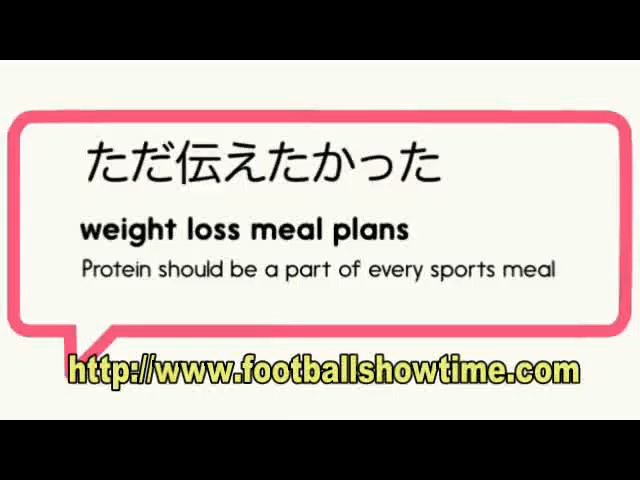 ただ伝えたかった
weight loss meal plans
Protein should be a part of every sports meal
http://www.footballshowtime.com